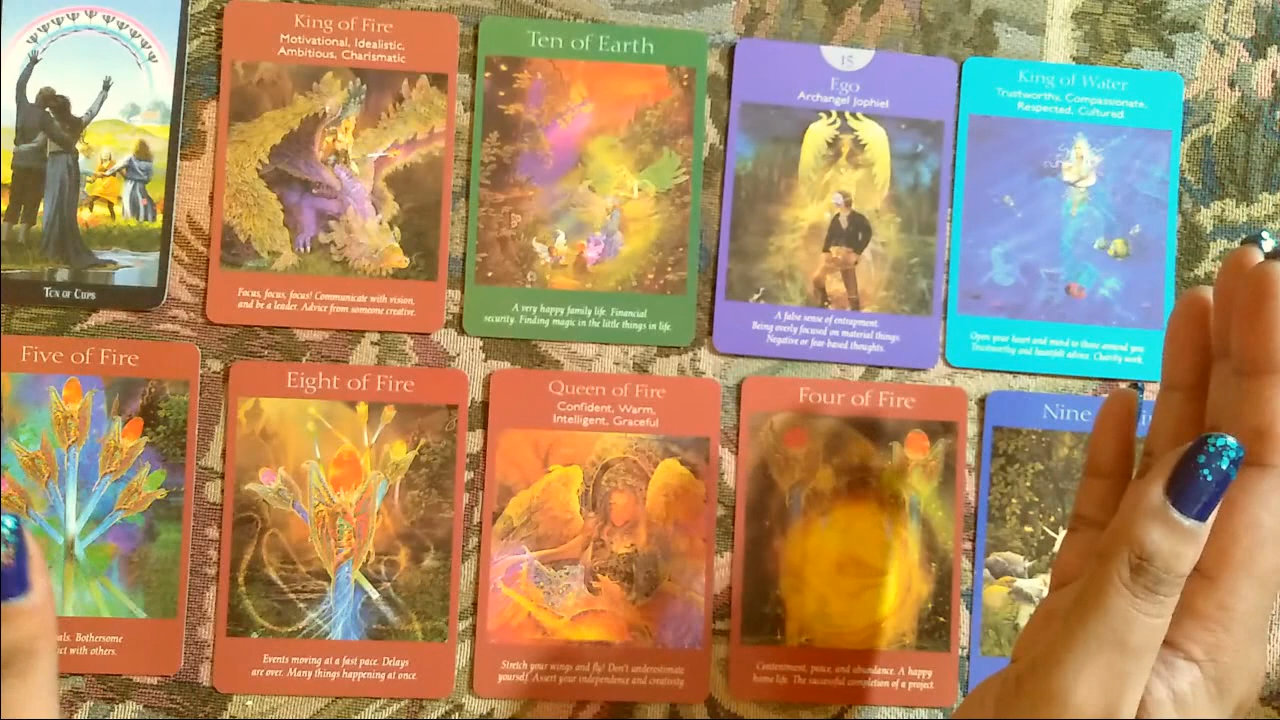 Ten of Cups
King of Fire
Motivational, Idealistic,
Ambitious, Charismatic
Focus, focus, focus! Communicate with vision,
and be a leader. Advice from someone creative.
Ten of Earth
A very happy family life. Financial
security. Finding magic in the little things in life.
15
Ego
Archangel Jophiel
A false sense of entrapment.
Being overly focused on material things.
Negative or fear-based thoughts.
King of Water
Trustworthy, Compassionate,
Respected, Cultured
Open your heart and mind to those around you.
Trustworthy and heartfelt advice. Charity work.
Five of Fire
Bothersome
with others.
Eight of Fire
Events moving at a fast pace. Delays
are over. Many things happening at once.
Queen of Fire
Confident, Warm,
Intelligent, Graceful
Stretch your wings and fly! Don't underestimate
yourself. Assert your independence and creativity
Four of Fire
Contentment, peace, and abundance. A happy
home life. The successful completion of a project
Nine